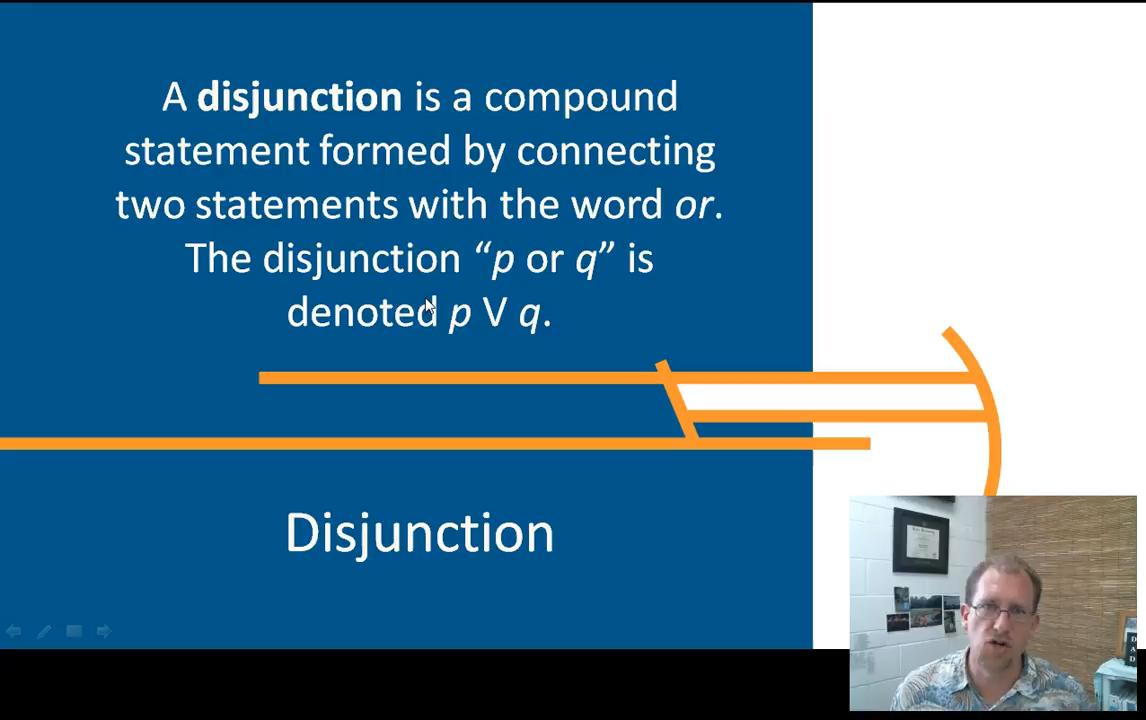 A disjunction is a compound
statement formed by connecting
two statements with the word or.
The disjunction “p or q” is
denoted p V q.
Disjunction
D
A
D